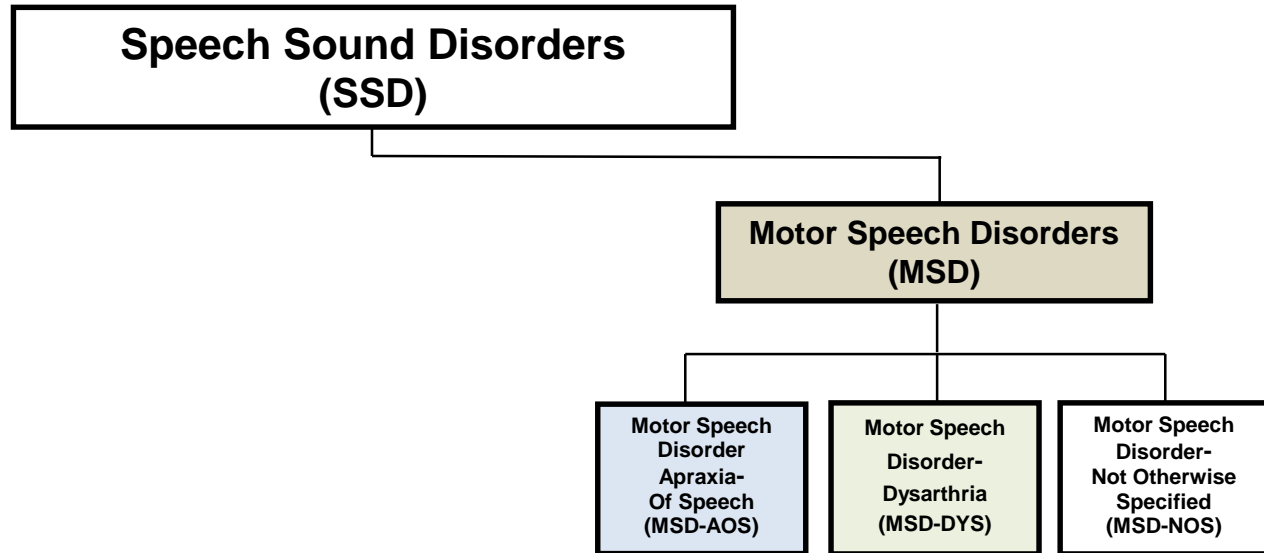 Speech Sound Disorders
(SSD)
Motor Speech Disorders
(MSD)
Motor Speech
Disorder
Apraxia-
Of Speech
(MSD-AOS)
Motor Speech
Disorder-
Dysarthria
(MSD-DYS)
Motor Speech
Disorder-
Not Otherwise
Specified
(MSD-NOS)